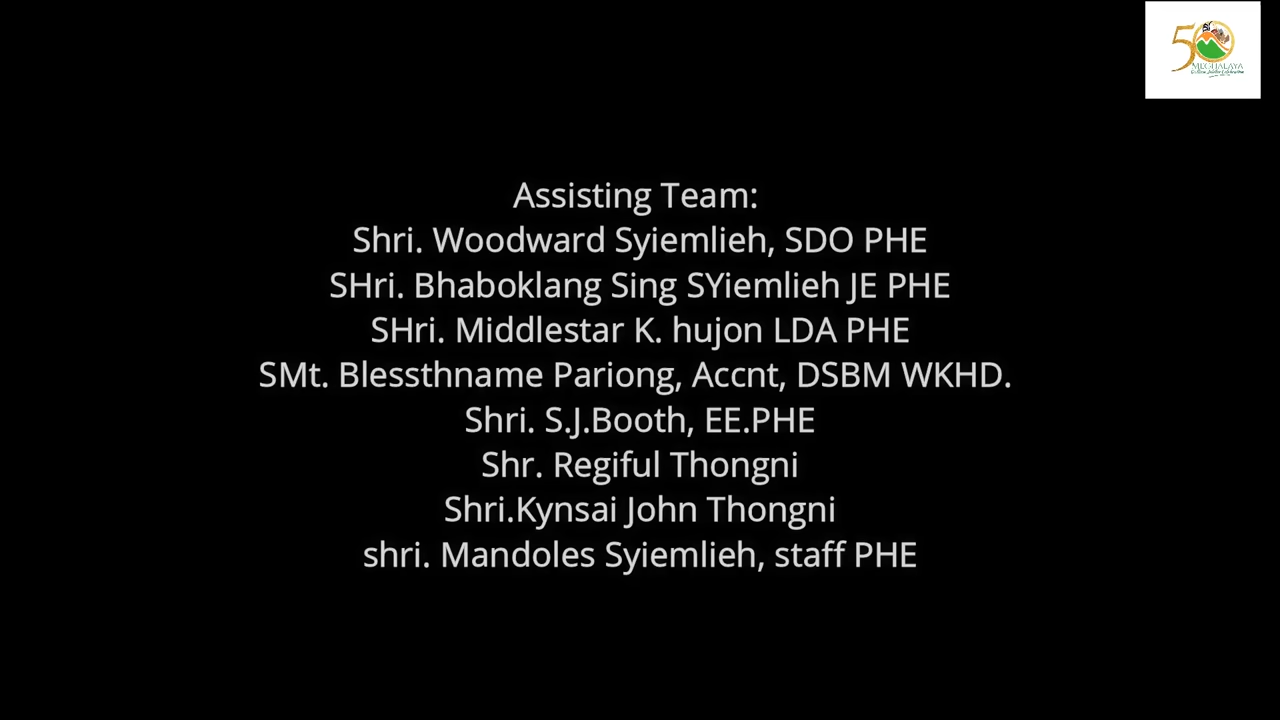 50
MEGHALAYA
Assisting Team:
Shri. Woodward Syiemlieh, SDO PHE
SHri. Bhaboklang Sing SYiemlieh JE PHE
SHri. Middlestar K. hujon LDA PHE
SMt. Blessthname Pariong, Accnt, DSBM WKHD.
Shri. S.J.Booth, EE.PHE
Shr. Regiful Thongni
Shri.Kynsai John Thongni
shri. Mandoles Syiemlieh, staff PHE